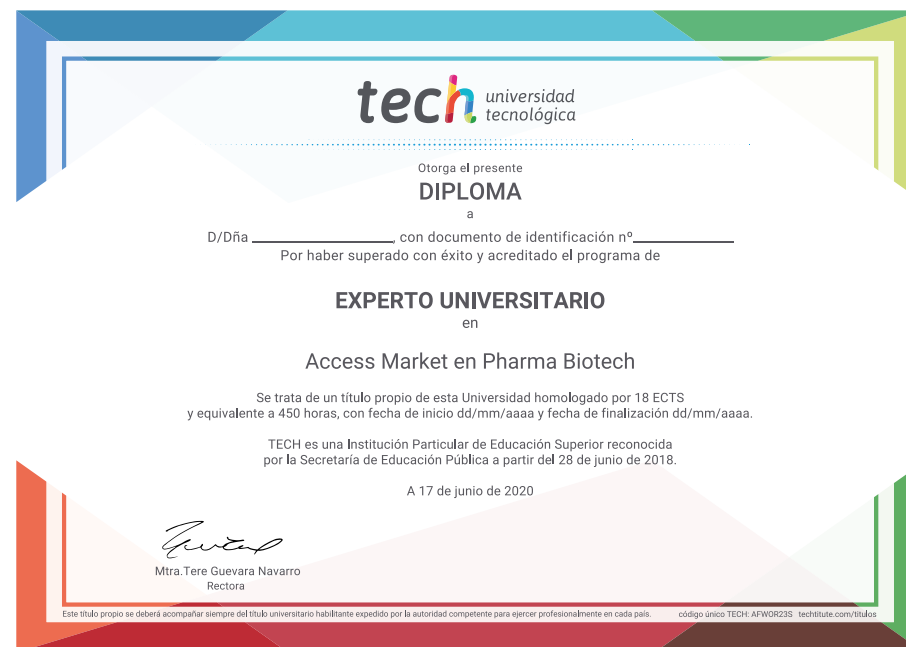 tech universidad
tecnológica
Otorga el presente
DIPLOMA
a
D/Dña ____________________, con documento de identificación nº______________
Por haber superado con éxito y acreditado el programa de
EXPERTO UNIVERSITARIO
en
Access Market en Pharma Biotech
Se trata de un título propio de esta Universidad homologado por 18 ECTS
y equivalente a 450 horas, con fecha de inicio dd/mm/aaaa y fecha de finalización dd/mm/aaaa.
TECH es una Institución Particular de Educación Superior reconocida
por la Secretaría de Educación Pública a partir del 28 de junio de 2018.
A 17 de junio de 2020
Mtra.Tere Guevara Navarro
Rectora
Este título propio se deberá acompañar siempre del título universitario habilitante expedido por la autoridad competente para ejercer profesionalmente en cada país. código único TECH: AFWOR23S techtitute.com/titulos